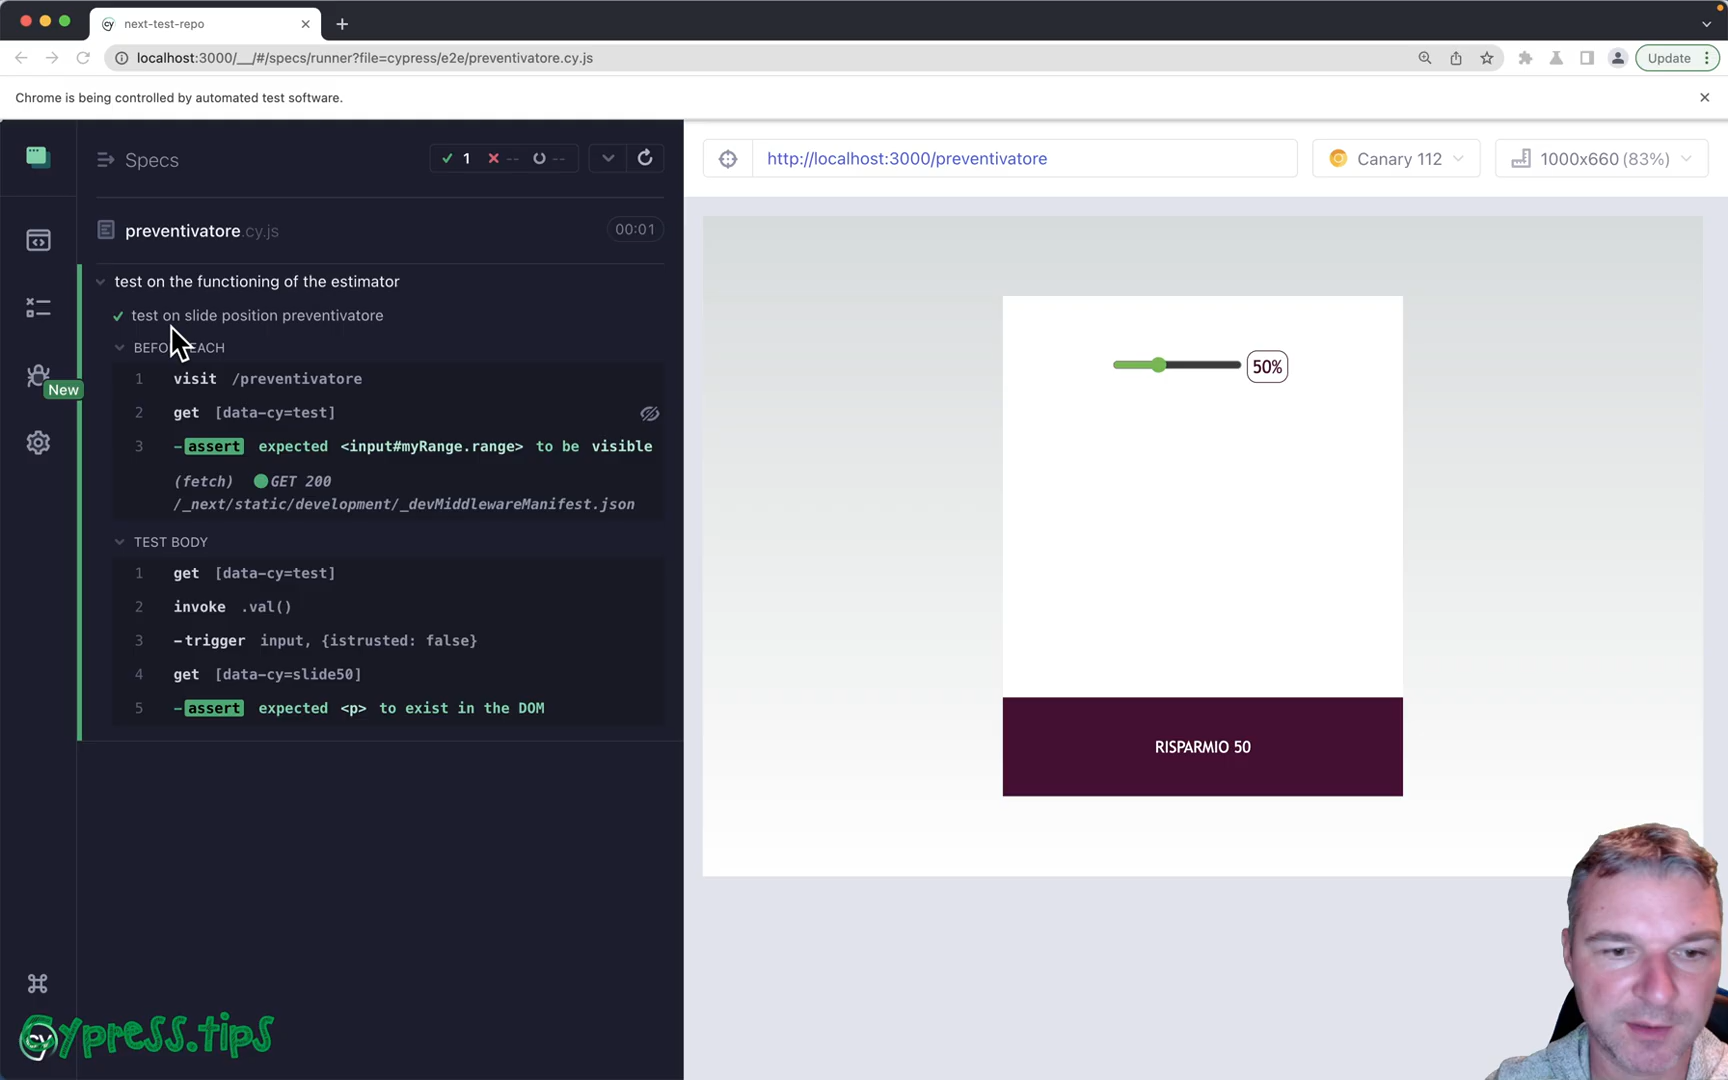 next-test-repo
localhost:3000/__/#/specs/runner?file=cypress/e2e/preventivatore.cy.js
Update
Chrome is being controlled by automated test software.
Specs
1 -- --
http://localhost:3000/preventivatore
Canary 112
1000x660 (83%)
preventivatore.cy.js
00:01
test on the functioning of the estimator
test on slide position preventivatore
1 visit /preventivatore
2 get [data-cy=test]
3 -assert expected <input#myRange.range> to be visible
(fetch) GET 200
/_next/static/development/_devMiddlewareManifest.json
New
TEST BODY
1 get [data-cy=test]
2 invoke .val()
3 -trigger input, {istrusted: false}
4 get [data-cy=slide50]
5 -assert expected <p> to exist in the DOM
50%
RISPARMIO 50
cy
Cypress.tips